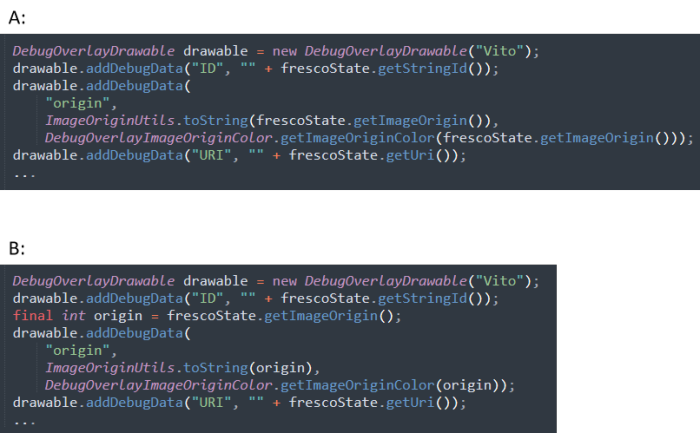 A:
DebugOverlayDrawable drawable = new DebugOverlayDrawable("Vito");
drawable.addDebugData("ID", "" + frescoState.getStringId());
drawable.addDebugData(
    "origin",
    ImageOriginUtils.toString(frescoState.getImageOrigin()),
    DebugOverlayImageOriginColor.getImageOriginColor(frescoState.getImageOrigin()));
drawable.addDebugData("URI", "" + frescoState.getUri());
...
B:
DebugOverlayDrawable drawable = new DebugOverlayDrawable("Vito");
drawable.addDebugData("ID", "" + frescoState.getStringId());
final int origin = frescoState.getImageOrigin();
drawable.addDebugData(
    "origin",
    ImageOriginUtils.toString(origin),
    DebugOverlayImageOriginColor.getImageOriginColor(origin));
drawable.addDebugData("URI", "" + frescoState.getUri());
...